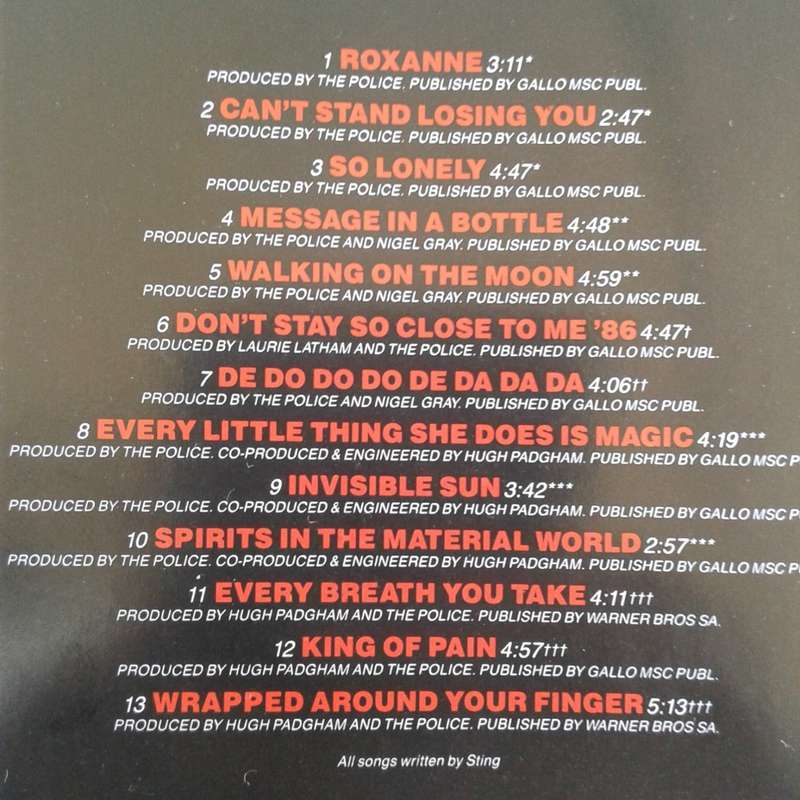 1 ROXANNE 3:11*
PRODUCED BY THE POLICE. PUBLISHED BY GALLO MSC PUBL.
2 CAN'T STAND LOSING YOU 2:47*
PRODUCED BY THE POLICE. PUBLISHED BY GALLO MSC PUBL.
3 SO LONELY 4:47*
PRODUCED BY THE POLICE. PUBLISHED BY GALLO MSC PUBL.
4 MESSAGE IN A BOTTLE 4:48**
PRODUCED BY THE POLICE AND NIGEL GRAY. PUBLISHED BY GALLO MSC PUBL.
5 WALKING ON THE MOON 4:59**
PRODUCED BY THE POLICE AND NIGEL GRAY. PUBLISHED BY GALLO MSC PUBL.
6 DON'T STAY SO CLOSE TO ME '86 4:47†
PRODUCED BY LAURIE LATHAM AND THE POLICE. PUBLISHED BY GALLO MSC PUBL.
7 DE DO DO DO DE DA DA DA 4:06††
PRODUCED BY THE POLICE AND NIGEL GRAY. PUBLISHED BY GALLO MSC PUBL.
8 EVERY LITTLE THING SHE DOES IS MAGIC 4:19***
PRODUCED BY THE POLICE. CO-PRODUCED & ENGINEERED BY HUGH PADGHAM. PUBLISHED BY GALLO MSC P
9 INVISIBLE SUN 3:42***
PRODUCED BY THE POLICE. CO-PRODUCED & ENGINEERED BY HUGH PADGHAM. PUBLISHED BY GALLO MSC P
10 SPIRITS IN THE MATERIAL WORLD 2:57***
PRODUCED BY THE POLICE. CO-PRODUCED & ENGINEERED BY HUGH PADGHAM. PUBLISHED BY GALLO MSC P
11 EVERY BREATH YOU TAKE 4:11†††
PRODUCED BY HUGH PADGHAM AND THE POLICE. PUBLISHED BY WARNER BROS SA.
12 KING OF PAIN 4:57†††
PRODUCED BY HUGH PADGHAM AND THE POLICE. PUBLISHED BY GALLO MSC PUBL.
13 WRAPPED AROUND YOUR FINGER 5:13†††
PRODUCED BY HUGH PADGHAM AND THE POLICE. PUBLISHED BY WARNER BROS SA.
All songs written by Sting